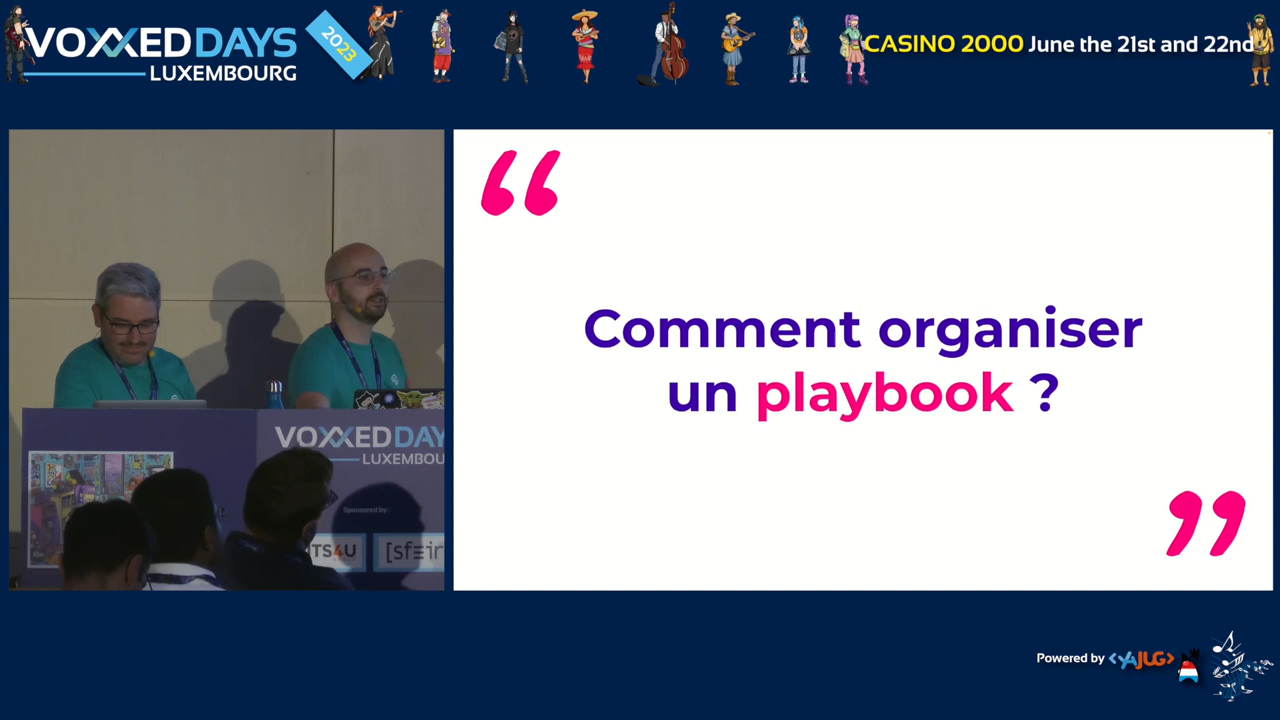 VOXXED DAYS
LUXEMBOURG
2023
CASINO 2000 June the 21st and 22nd
“
Comment organiser
un playbook ?
”
VOXXED DAY
LUXEMBOU
Sponsored by :
TS4U
[sfeir
Powered by <YAJUG>